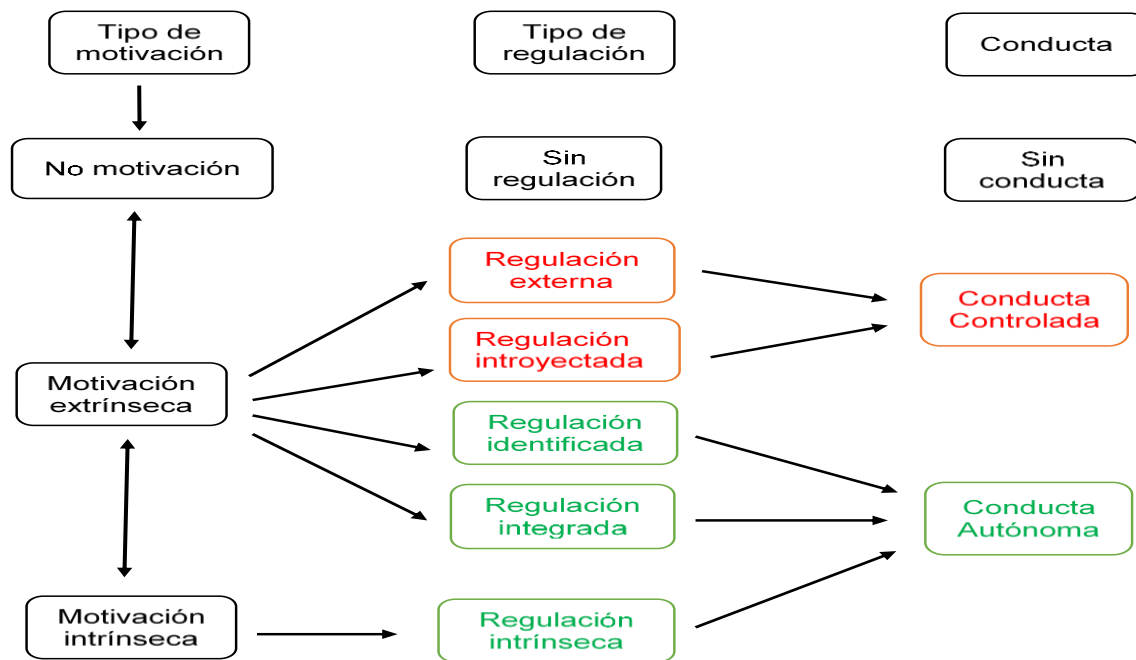 Tipo de
motivación
Tipo de
regulación
Conducta
No motivación
Sin
regulación
Sin
conducta
Regulación
externa
Conducta
Controlada
Regulación
introyectada
Motivación
extrínseca
Regulación
identificada
Regulación
integrada
Conducta
Autónoma
Motivación
intrínseca
Regulación
intrínseca